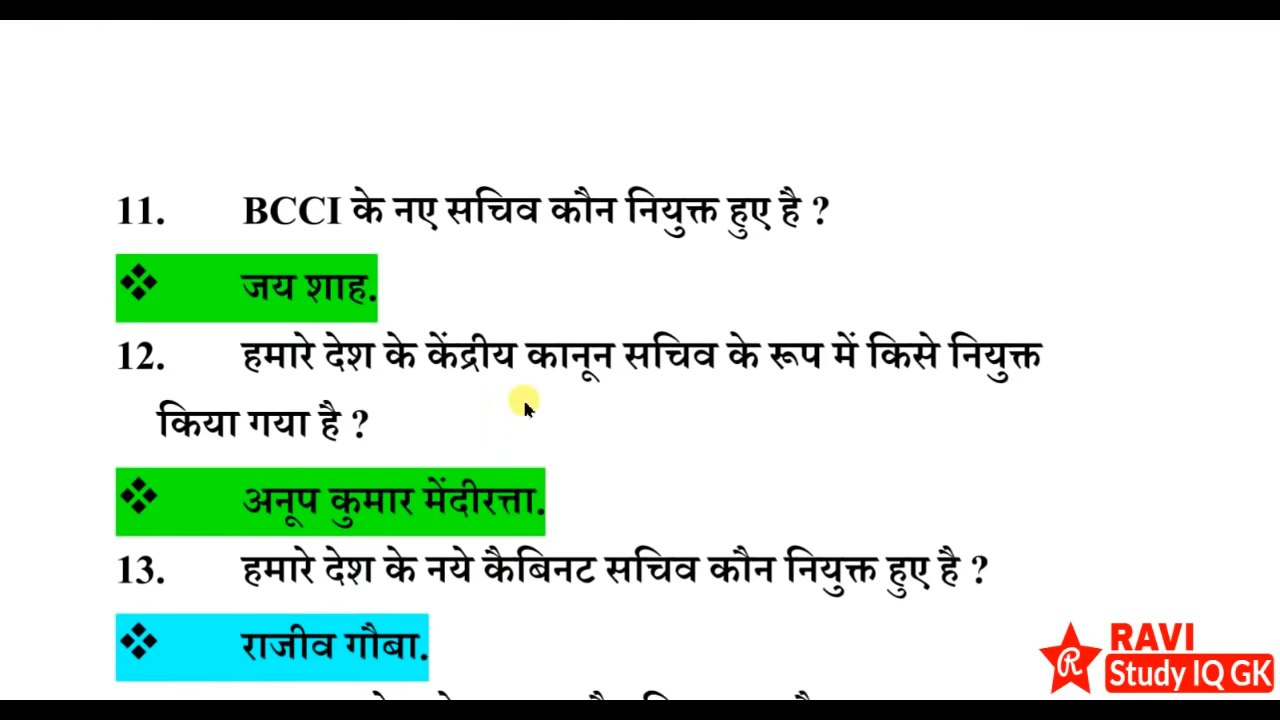 11. BCCI के नए सचिव कौन नियुक्त हुए है ?
❖ जय शाह.
12. हमारे देश के केंद्रीय कानून सचिव के रूप में किसे नियुक्त
किया गया है ?
❖ अनूप कुमार मेंदीरत्ता.
13. हमारे देश के नये कैबिनट सचिव कौन नियुक्त हुए है ?
❖ राजीव गौबा.
R RAVI
Study IQ GK